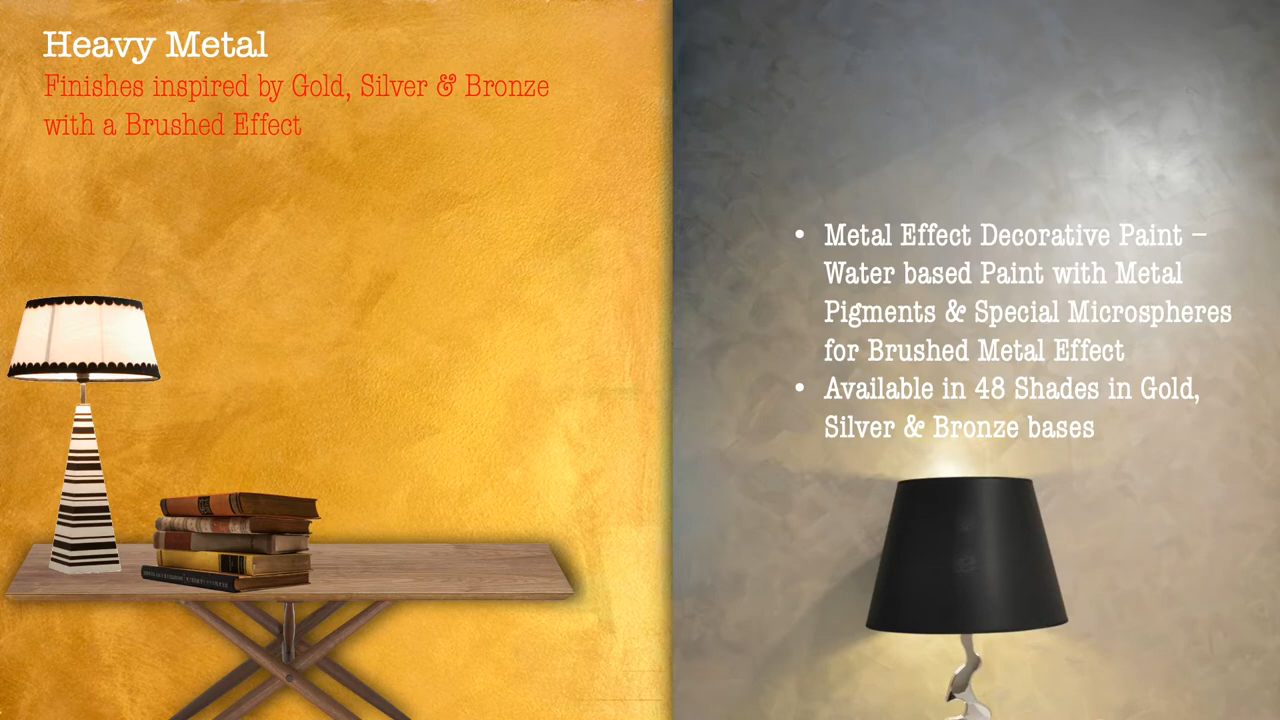 Heavy Metal
Finishes inspired by Gold, Silver & Bronze
with a Brushed Effect
• Metal Effect Decorative Paint –
Water based Paint with Metal
Pigments & Special Microspheres
for Brushed Metal Effect
• Available in 48 Shades in Gold,
Silver & Bronze bases